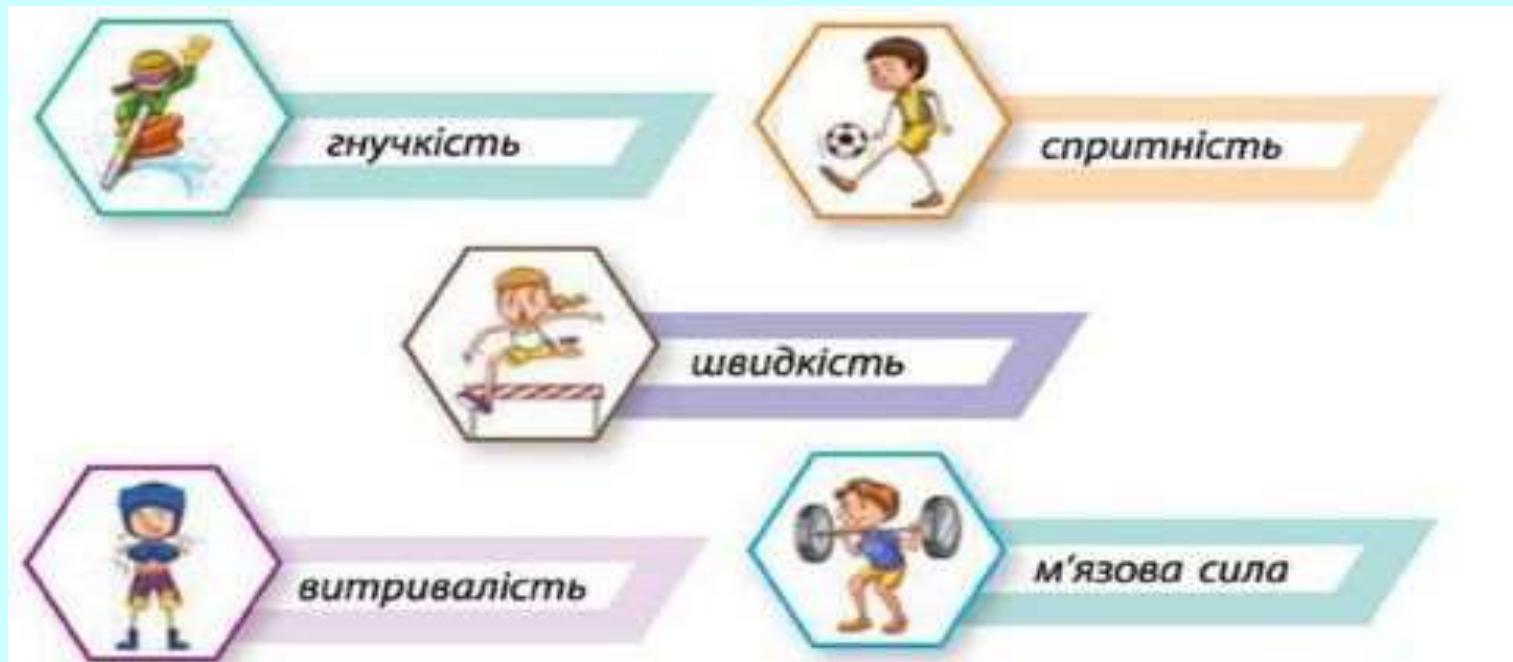 гнучкість
спритність
швидкість
витривалість
м'язова сила